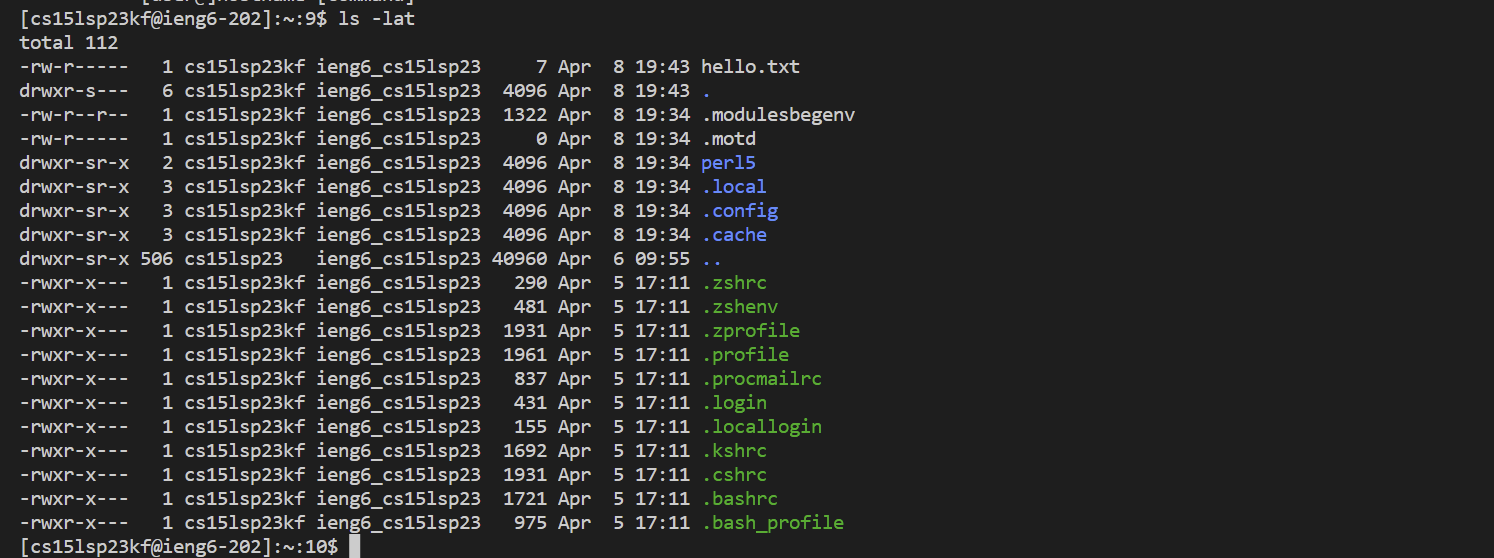 [cs15lsp23kf@ieng6-202]:~:9$ ls -lat
total 112
-rw-r-----   1 cs15lsp23kf ieng6_cs15lsp23     7 Apr  8 19:43 hello.txt
drwxr-s---   6 cs15lsp23kf ieng6_cs15lsp23  4096 Apr  8 19:43 .
-rw-r--r--   1 cs15lsp23kf ieng6_cs15lsp23  1322 Apr  8 19:34 .modulesbegenv
-rw-r-----   1 cs15lsp23kf ieng6_cs15lsp23     0 Apr  8 19:34 .motd
drwxr-sr-x   2 cs15lsp23kf ieng6_cs15lsp23  4096 Apr  8 19:34 perl5
drwxr-sr-x   3 cs15lsp23kf ieng6_cs15lsp23  4096 Apr  8 19:34 .local
drwxr-sr-x   3 cs15lsp23kf ieng6_cs15lsp23  4096 Apr  8 19:34 .config
drwxr-sr-x   3 cs15lsp23kf ieng6_cs15lsp23  4096 Apr  8 19:34 .cache
drwxr-sr-x 506 cs15lsp23   ieng6_cs15lsp23 40960 Apr  6 09:55 ..
-rwxr-x---   1 cs15lsp23kf ieng6_cs15lsp23   290 Apr  5 17:11 .zshrc
-rwxr-x---   1 cs15lsp23kf ieng6_cs15lsp23   481 Apr  5 17:11 .zshenv
-rwxr-x---   1 cs15lsp23kf ieng6_cs15lsp23  1931 Apr  5 17:11 .zprofile
-rwxr-x---   1 cs15lsp23kf ieng6_cs15lsp23  1961 Apr  5 17:11 .profile
-rwxr-x---   1 cs15lsp23kf ieng6_cs15lsp23   837 Apr  5 17:11 .procmailrc
-rwxr-x---   1 cs15lsp23kf ieng6_cs15lsp23   431 Apr  5 17:11 .login
-rwxr-x---   1 cs15lsp23kf ieng6_cs15lsp23   155 Apr  5 17:11 .locallogin
-rwxr-x---   1 cs15lsp23kf ieng6_cs15lsp23  1692 Apr  5 17:11 .kshrc
-rwxr-x---   1 cs15lsp23kf ieng6_cs15lsp23  1931 Apr  5 17:11 .cshrc
-rwxr-x---   1 cs15lsp23kf ieng6_cs15lsp23  1721 Apr  5 17:11 .bashrc
-rwxr-x---   1 cs15lsp23kf ieng6_cs15lsp23   975 Apr  5 17:11 .bash_profile
[cs15lsp23kf@ieng6-202]:~:10$